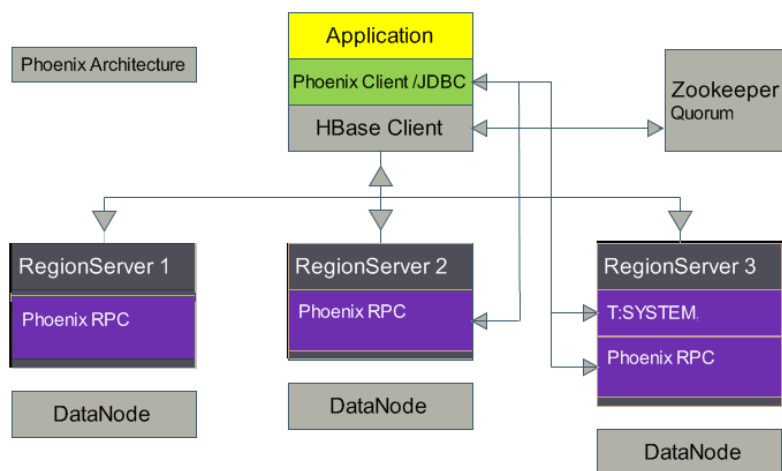 Application
Phoenix Architecture
Phoenix Client /JDBC
HBase Client
Zookeeper
Quorum
RegionServer 1
Phoenix RPC
DataNode
RegionServer 2
Phoenix RPC
DataNode
RegionServer 3
T:SYSTEM.
Phoenix RPC
DataNode